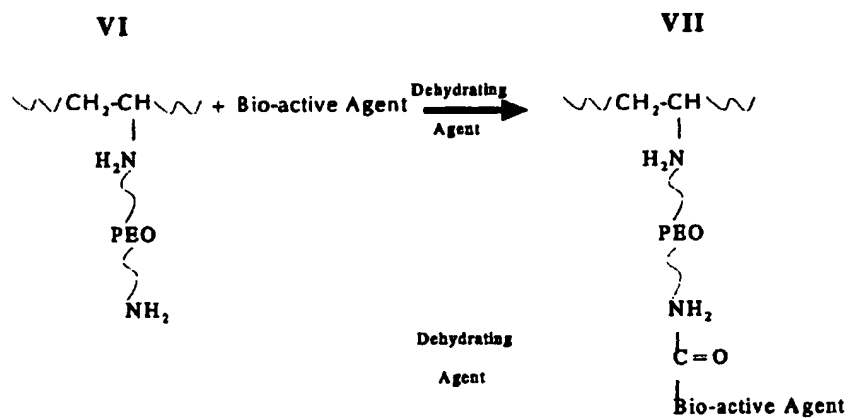 VI VII
CH₂-CH + Bio-active Agent Dehydrating Agent CH₂-CH
H₂N H₂N
PEO PEO
NH₂ NH₂
Dehydrating
Agent
C=O
Bio-active Agent